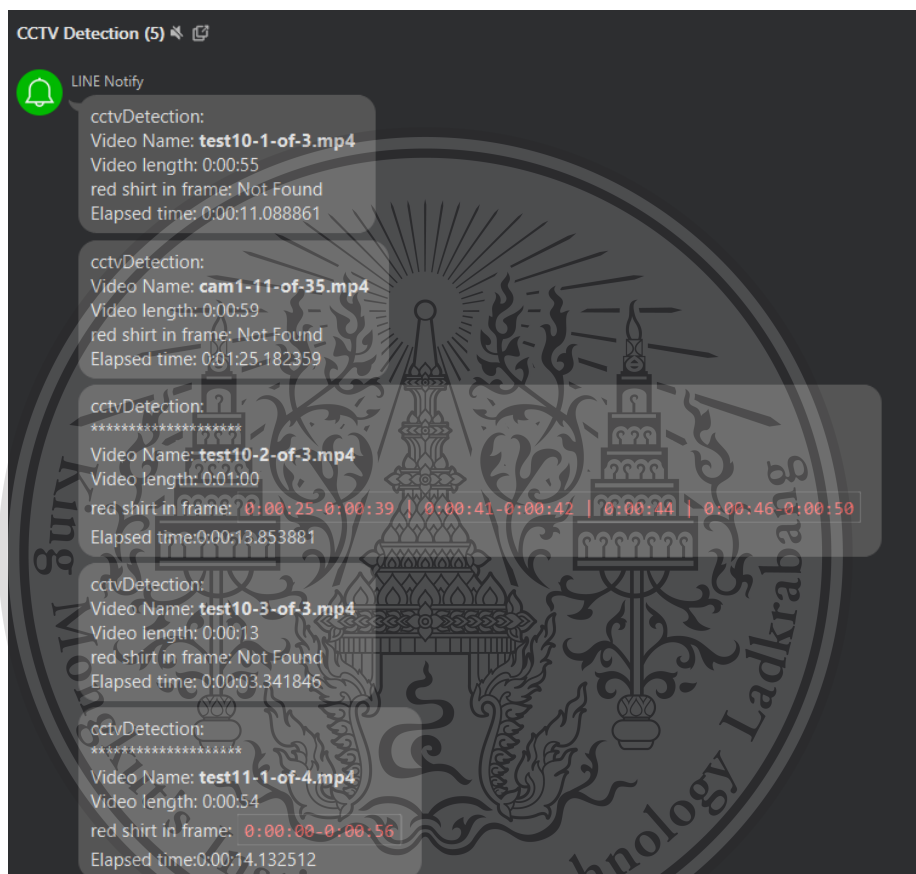 CCTV Detection (5)
LINE Notify
cctvDetection:
Video Name: test10-1-of-3.mp4
Video length: 0:00:55
red shirt in frame: Not Found
Elapsed time: 0:00:11.088861
cctvDetection:
Video Name: cam1-11-of-35.mp4
Video length: 0:00:59
red shirt in frame: Not Found
Elapsed time: 0:01:25.182359
cctvDetection:
********************
Video Name: test10-2-of-3.mp4
Video length: 0:01:00
red shirt in frame: 0:00:25-0:00:39 | 0:00:41-0:00:42 | 0:00:44 | 0:00:46-0:00:50
Elapsed time:0:00:13.853881
cctvDetection:
Video Name: test10-3-of-3.mp4
Video length: 0:00:13
red shirt in frame: Not Found
Elapsed time: 0:00:03.341846
cctvDetection:
********************
Video Name: test11-1-of-4.mp4
Video length: 0:00:54
red shirt in frame: 0:00:00-0:00:56
Elapsed time:0:00:14.132512
King Mongkut's Institute of Technology Ladkrabang